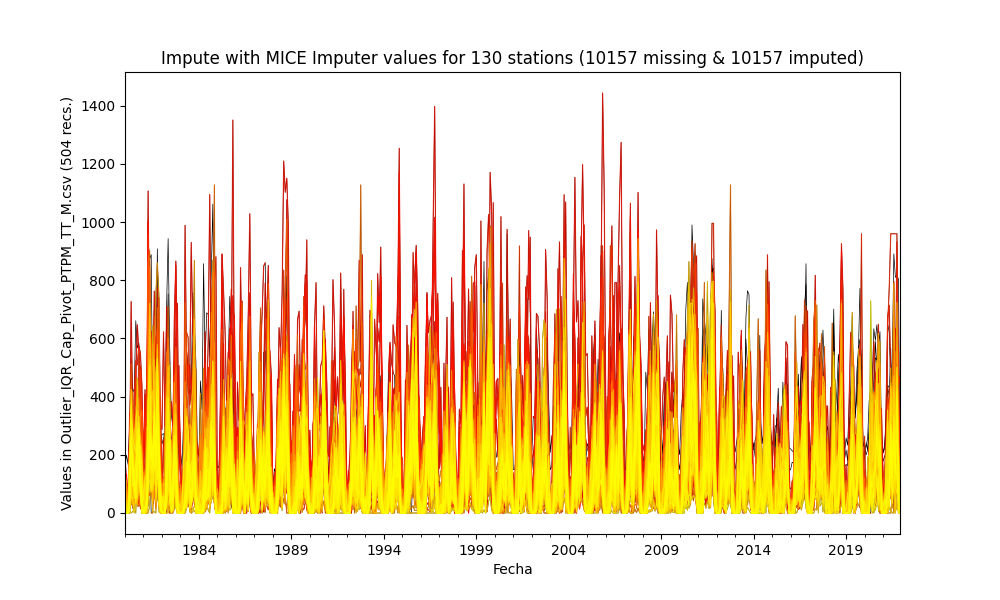 Impute with MICE Imputer values for 130 stations (10157 missing & 10157 imputed)
Values in Outlier_IQR_Cap_Pivot_PTPM_TT_M.csv (504 recs.)
1400
1200
1000
800
600
400
200
0
1984 1989 1994 1999 2004 2009 2014 2019
Fecha